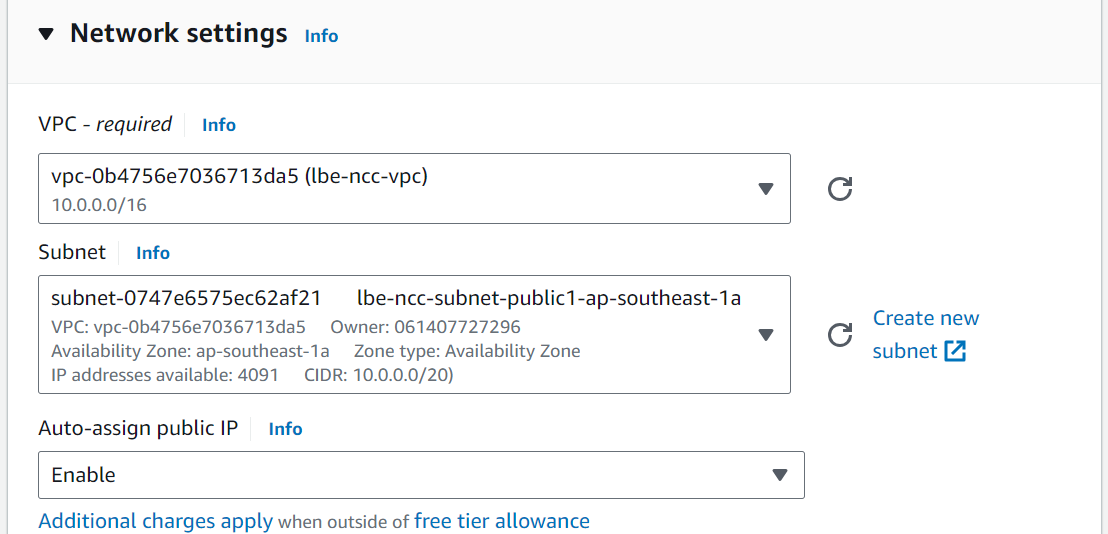 Network settings Info
VPC - required Info
vpc-0b4756e7036713da5 (lbe-ncc-vpc)
10.0.0.0/16
Subnet Info
subnet-0747e6575ec62af21 lbe-ncc-subnet-public1-ap-southeast-1a
VPC: vpc-0b4756e7036713da5 Owner: 061407727296
Availability Zone: ap-southeast-1a Zone type: Availability Zone
IP addresses available: 4091 CIDR: 10.0.0.0/20)
Create new
subnet
Auto-assign public IP Info
Enable
Additional charges apply when outside of free tier allowance